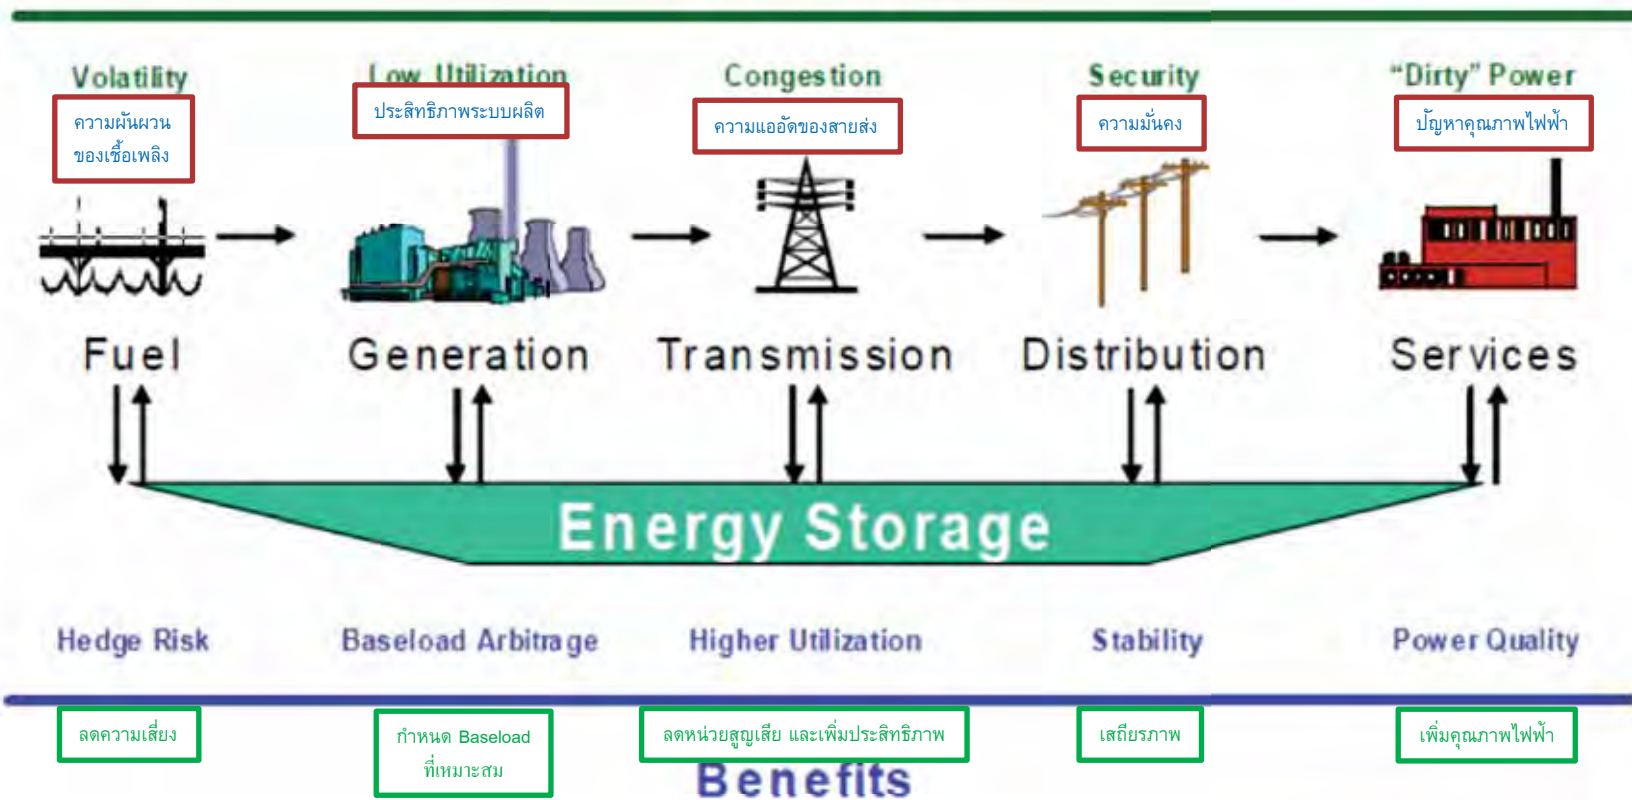 Volatility
Low Utilization
Congestion
Security
“Dirty” Power
ความผันผวน
ของเชื้อเพลิง
ประสิทธิภาพระบบผลิต
ความแออัดของสายส่ง
ความมั่นคง
ปัญหาคุณภาพไฟฟ้า
Fuel
Generation
Transmission
Distribution
Services
Energy Storage
Hedge Risk
Baseload Arbitrage
Higher Utilization
Stability
Power Quality
ลดความเสี่ยง
กำหนด Baseload
ที่เหมาะสม
ลดหน่วยสูญเสีย และเพิ่มประสิทธิภาพ
เสถียรภาพ
เพิ่มคุณภาพไฟฟ้า
Benefits